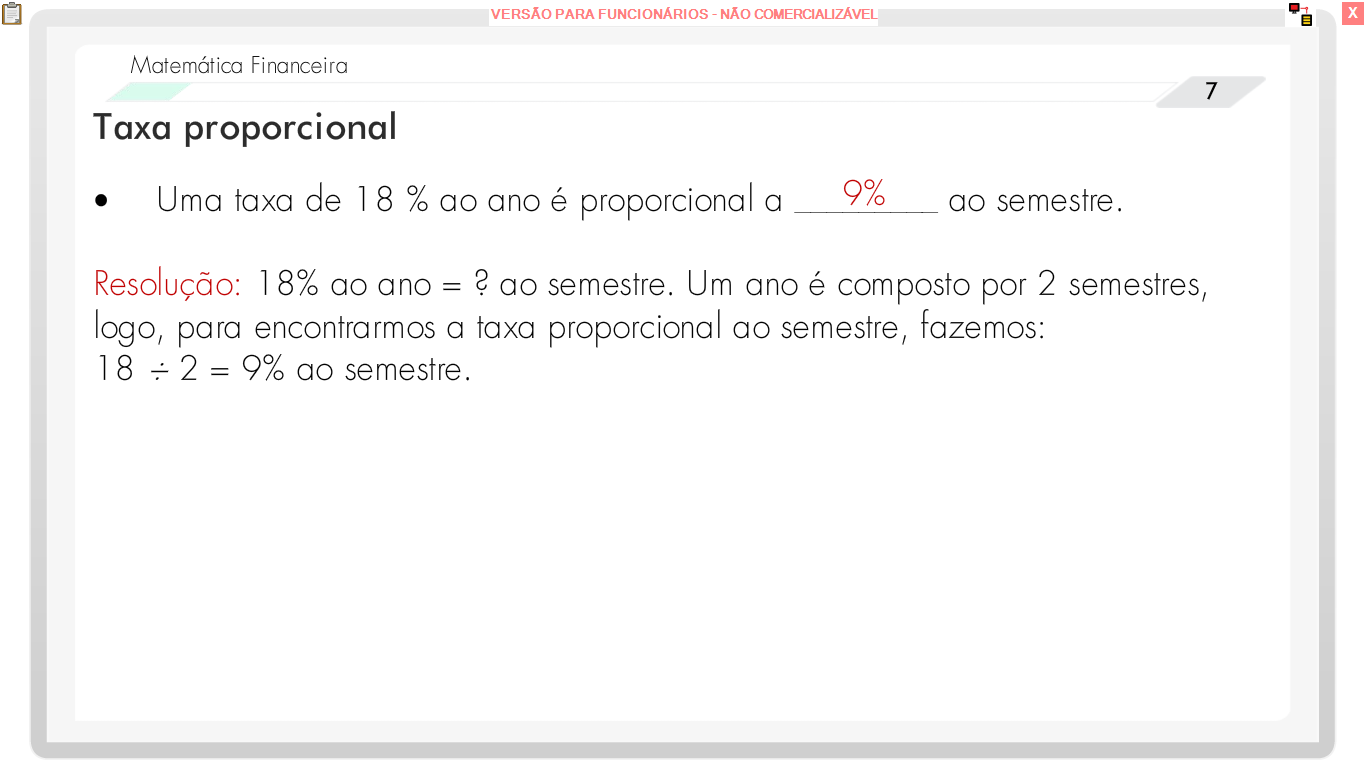 VERSÃO PARA FUNCIONÁRIOS - NÃO COMERCIALIZÁVEL
X
Matemática Financeira
7
Taxa proporcional
• Uma taxa de 18 % ao ano é proporcional a ___9%___ ao semestre.
Resolução: 18% ao ano = ? ao semestre. Um ano é composto por 2 semestres,
logo, para encontrarmos a taxa proporcional ao semestre, fazemos:
18 ÷ 2 = 9% ao semestre.